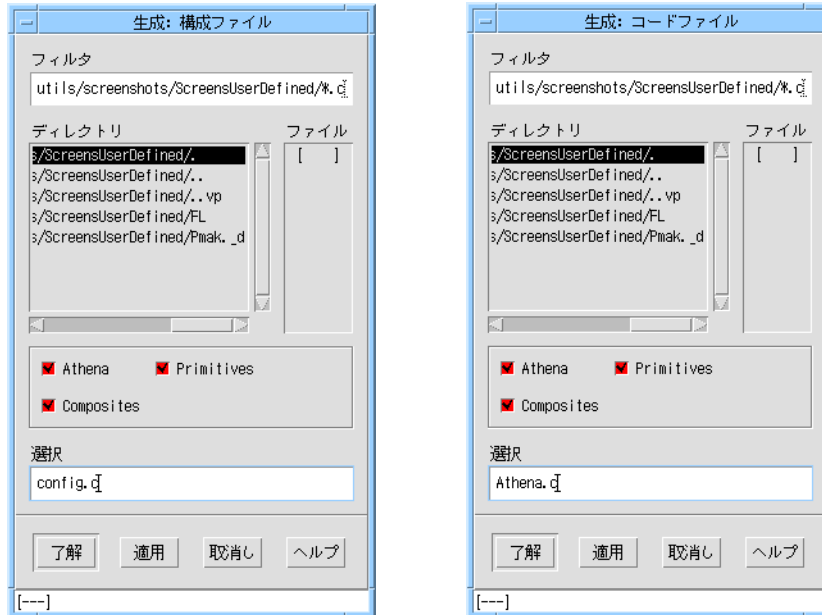 生成: 構成ファイル
フィルタ
utils/screenshots/ScreensUserDefined/*.c
ディレクトリ
ファイル
s/ScreensUserDefined/.
[ ]
s/ScreensUserDefined/..
s/ScreensUserDefined/..vp
s/ScreensUserDefined/FL
s/ScreensUserDefined/Pmak._d
Athena
Primitives
Composites
選択
config.c
了解
適用
取消し
ヘルプ
[---]
生成: コードファイル
フィルタ
utils/screenshots/ScreensUserDefined/*.c
ディレクトリ
ファイル
s/ScreensUserDefined/.
[ ]
s/ScreensUserDefined/..
s/ScreensUserDefined/..vp
s/ScreensUserDefined/FL
s/ScreensUserDefined/Pmak._d
Athena
Primitives
Composites
選択
Athena.c
了解
適用
取消し
ヘルプ
[---]